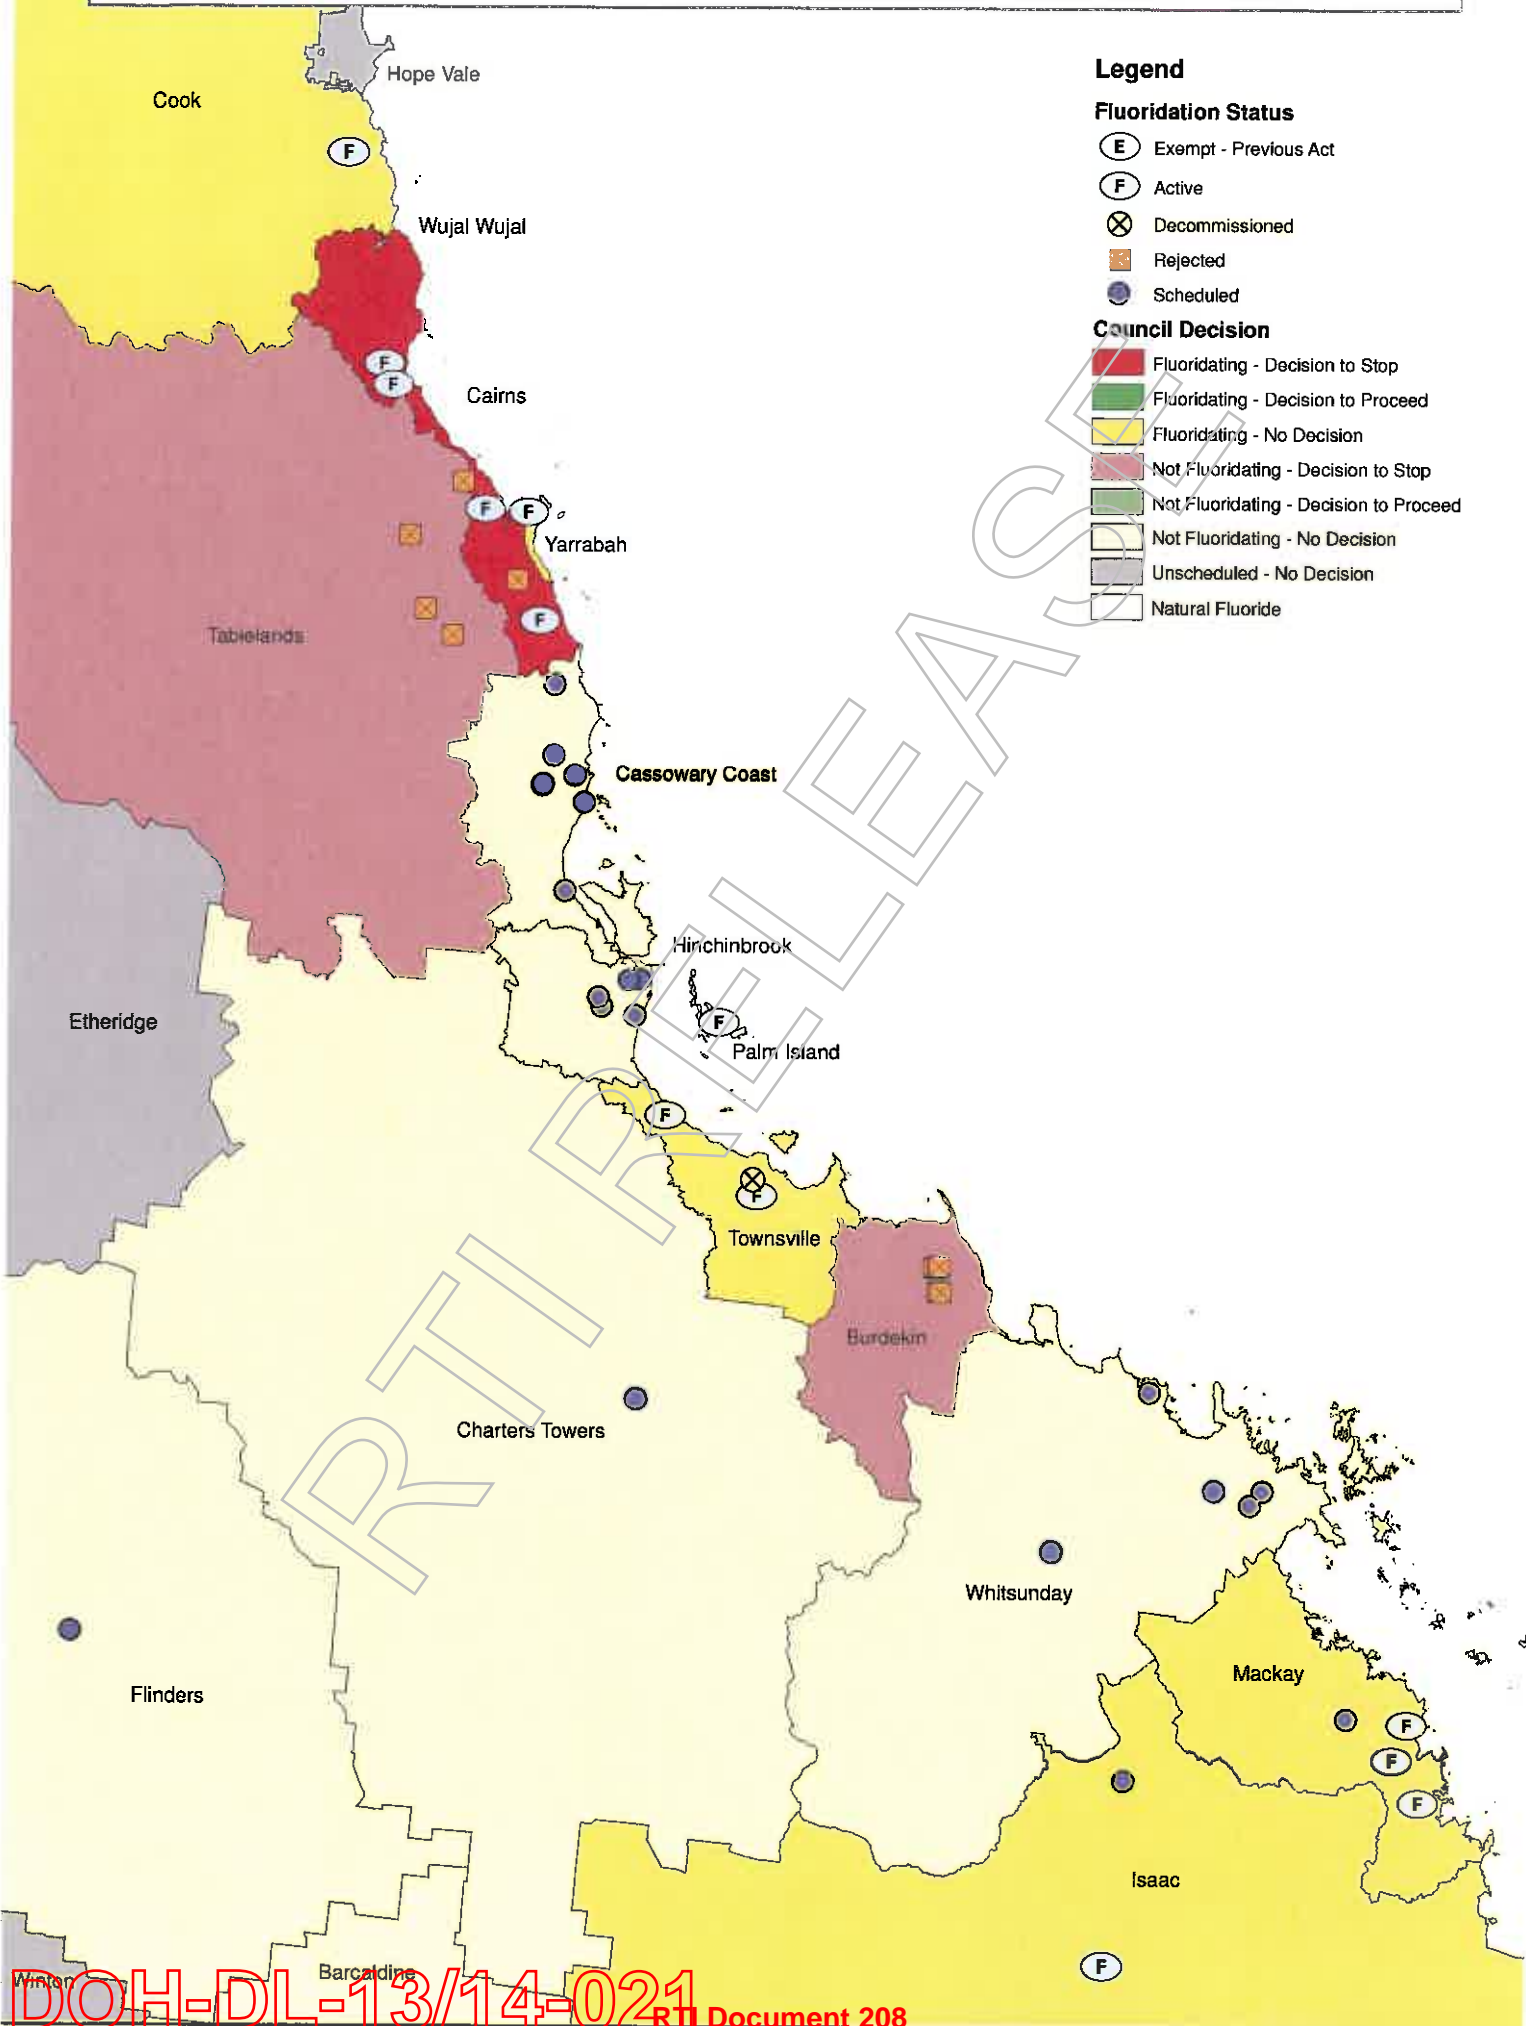 Hope Vale
Cook
F
Wujal Wujal
F
F
Cairns
F
F
Yarrabah
F
Tablelands
Cassowary Coast
Hinchinbrook
Etheridge
F
Palm Island
F
F
Townsville
Burdekin
Charters Towers
Whitsunday
Mackay
Flinders
F
F
F
Isaac
F
Winton
Barcaldine
Legend
Fluoridation Status
E Exempt - Previous Act
F Active
Decommissioned
Rejected
Scheduled
Council Decision
Fluoridating - Decision to Stop
Fluoridating - Decision to Proceed
Fluoridating - No Decision
Not Fluoridating - Decision to Stop
Not Fluoridating - Decision to Proceed
Not Fluoridating - No Decision
Unscheduled - No Decision
Natural Fluoride
RTI RELEASE
DOH-DL-13/14-021
RTI Document 208